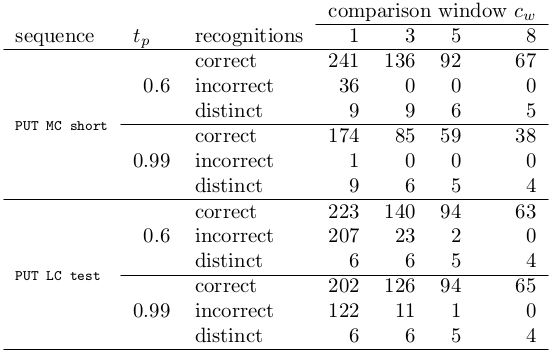 comparison window c_w
sequence t_p recognitions 1 3 5 8
correct 241 136 92 67
0.6 incorrect 36 0 0 0
distinct 9 9 6 5
PUT MC short
correct 174 85 59 38
0.99 incorrect 1 0 0 0
distinct 9 6 5 4
correct 223 140 94 63
0.6 incorrect 207 23 2 0
distinct 6 6 5 4
PUT LC test
correct 202 126 94 65
0.99 incorrect 122 11 1 0
distinct 6 6 5 4